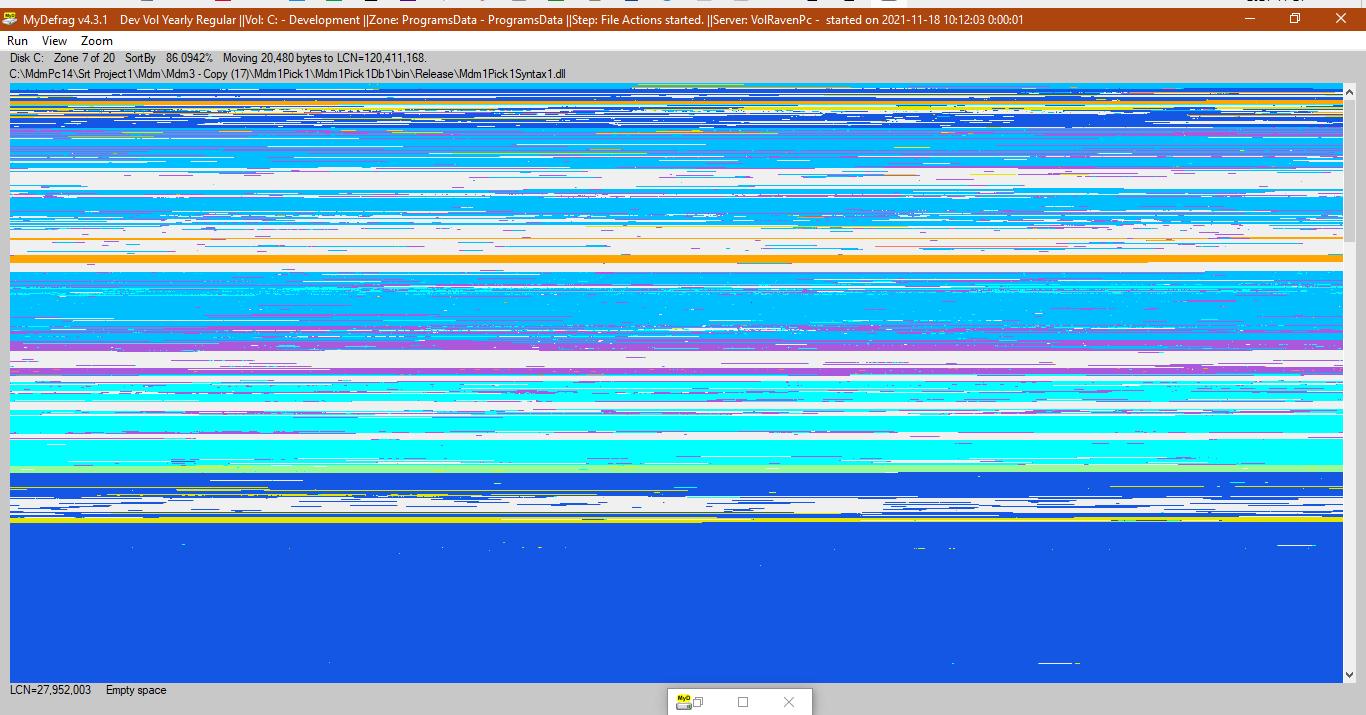 MyDefrag v4.3.1 Dev Vol Yearly Regular ||Vol: C: - Development ||Zone: ProgramsData - ProgramsData ||Step: File Actions started. ||Server: VolRavenPc - started on 2021-11-18 10:12:03 0:00:01
Run View Zoom
Disk C: Zone 7 of 20 SortBy 86.0942% Moving 20,480 bytes to LCN=120,411,168.
C:\MdmPc14\Srt Project1\Mdm\Mdm3 - Copy (17)\Mdm1Pick1\Mdm1Pick1Db1\bin\Release\Mdm1Pick1Syntax1.dll
LCN=27,952,003 Empty space
MyD